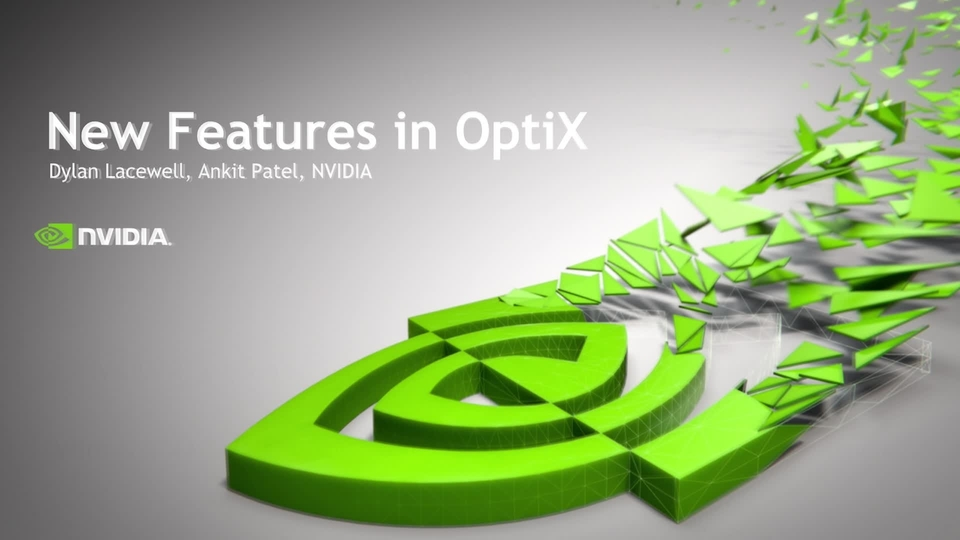 New Features in OptiX
Dylan Lacewell, Ankit Patel, NVIDIA
NVIDIA.